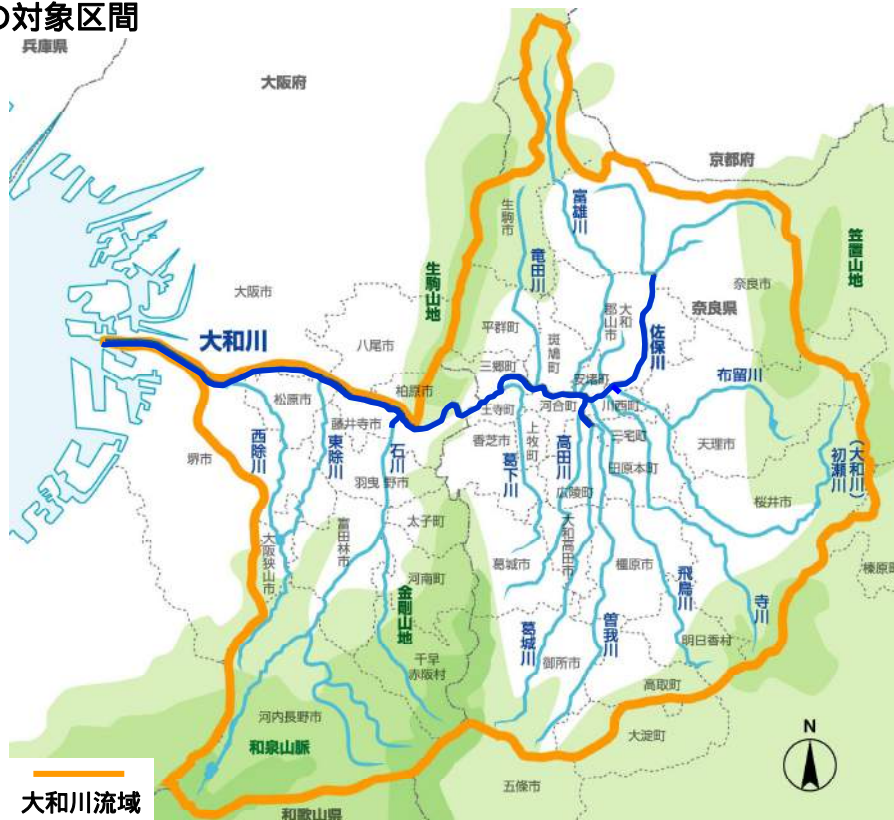 の対象区間
兵庫県
大阪府
京都府
富雄川
生駒市
竜田川
笠置山地
生駒山地
奈良市
奈良県
大阪市
大和川
八尾市
平群町
斑鳩町
大和
郡山市
佐保川
三郷町
安堵町
布留川
柏原市
王寺町
河合町
川西町
松原市
藤井寺市
石川
香芝市
上牧町
高田川
三宅町
天理市
(大和川)
初瀬川
堺市
西除川
東除川
羽曳野市
葛下川
広陵町
田原本町
桜井市
太子町
富田林市
大阪狭山市
大和高田市
葛城市
橿原市
飛鳥川
榛原町
河南町
金剛山地
寺川
葛城川
曽我川
明日香村
千早
赤阪村
御所市
高取町
河内長野市
大淀町
和泉山脈
N
五條市
大和川流域
和歌山県